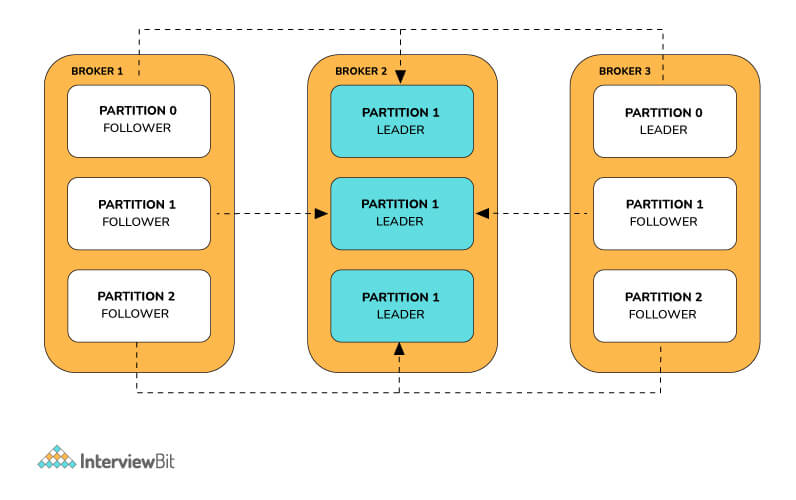 BROKER 1
PARTITION 0
FOLLOWER
PARTITION 1
FOLLOWER
PARTITION 2
FOLLOWER
BROKER 2
PARTITION 1
LEADER
PARTITION 1
LEADER
PARTITION 1
LEADER
BROKER 3
PARTITION 0
LEADER
PARTITION 1
FOLLOWER
PARTITION 2
FOLLOWER
InterviewBit